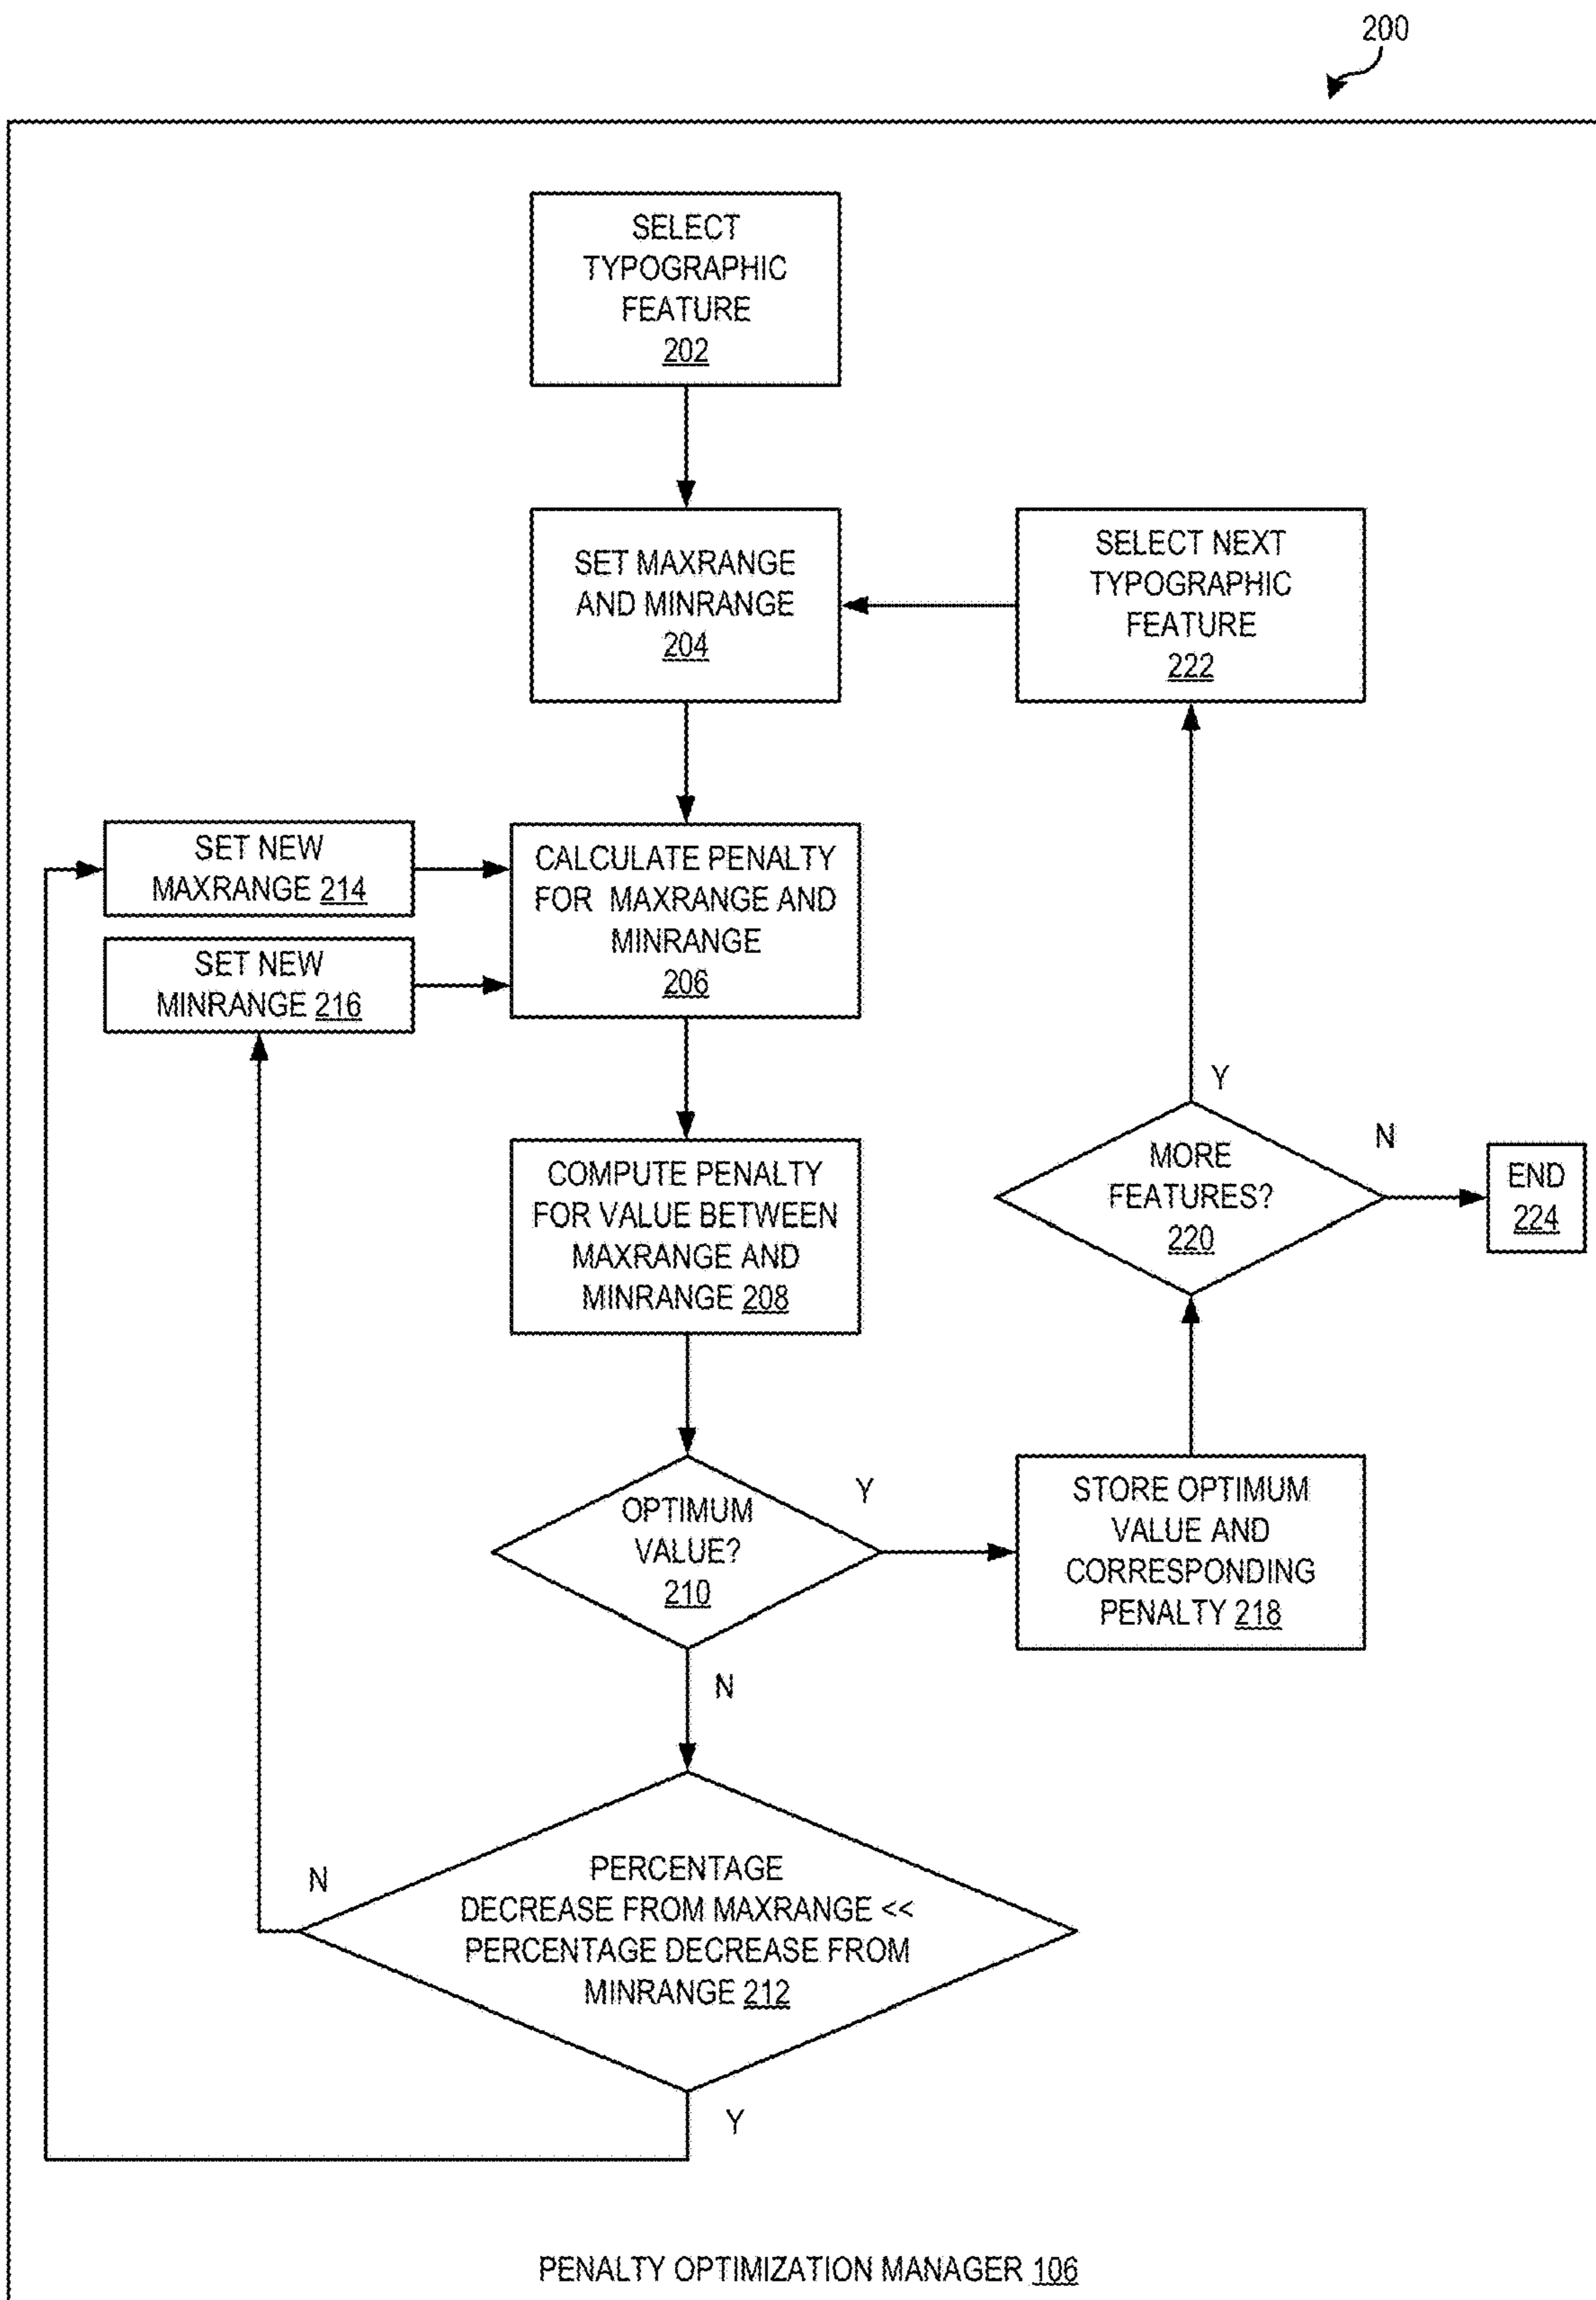 200
SELECT
TYPOGRAPHIC
FEATURE
202
SET MAXRANGE
AND MINRANGE
204
SELECT NEXT
TYPOGRAPHIC
FEATURE
222
SET NEW
MAXRANGE 214
CALCULATE PENALTY
FOR MAXRANGE AND
MINRANGE
206
SET NEW
MINRANGE 216
COMPUTE PENALTY
FOR VALUE BETWEEN
MAXRANGE AND
MINRANGE 208
Y
MORE
FEATURES?
220
N
END
224
OPTIMUM
VALUE?
210
Y
STORE OPTIMUM
VALUE AND
CORRESPONDING
PENALTY 218
N
PERCENTAGE
DECREASE FROM MAXRANGE <<
PERCENTAGE DECREASE FROM
MINRANGE 212
N
Y
PENALTY OPTIMIZATION MANAGER 106